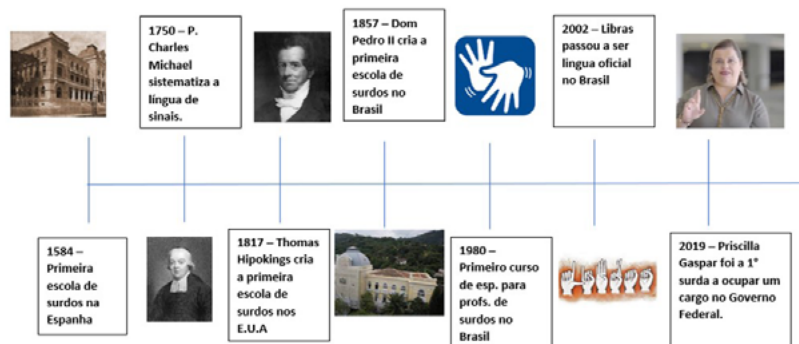 1750 – P.
Charles
Michael
sistematiza a
língua de
sinais.
1857 – Dom
Pedro II cria a
primeira
escola de
surdos no
Brasil
2002 – Libras
passou a ser
lingua oficial
no Brasil
1584 –
Primeira
escola de
surdos na
Espanha
1817 – Thomas
Hipokings cria
a primeira
escola de
surdos nos
E.U.A
1980 –
Primeiro curso
de esp. para
profs. de
surdos no
Brasil
2019 – Priscilla
Gaspar foi a 1°
surda a ocupar um
cargo no Governo
Federal.